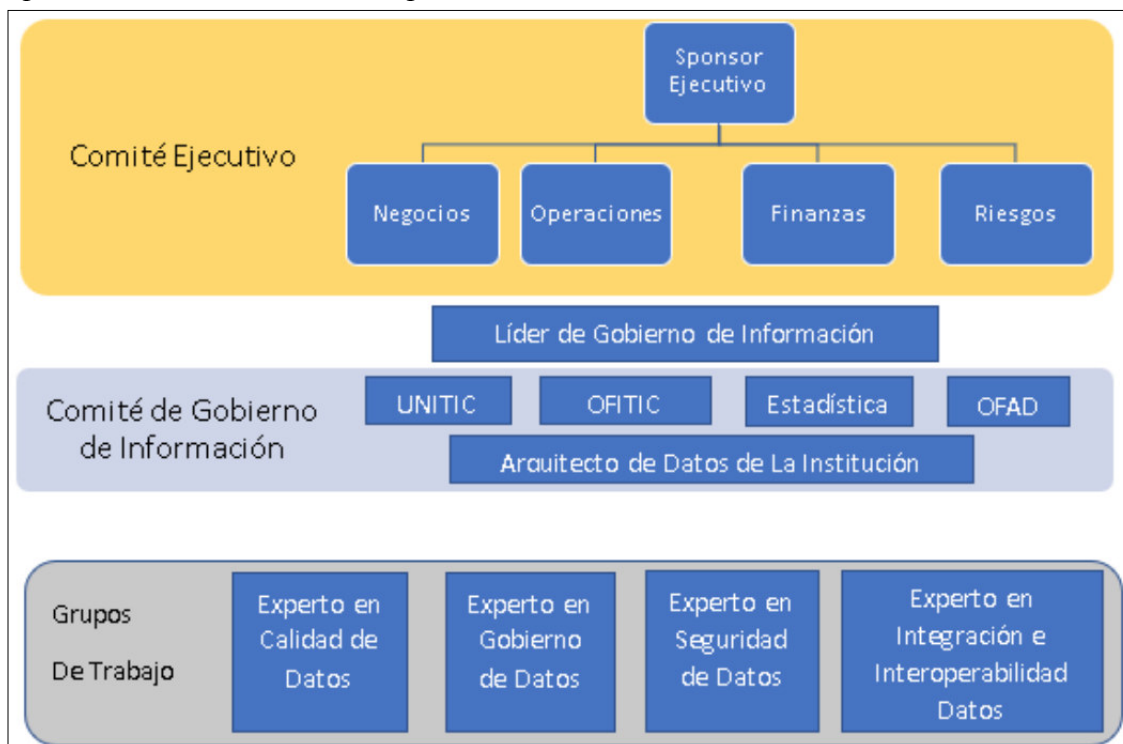 Sponsor
Ejecutivo
Comité Ejecutivo
Negocios
Operaciones
Finanzas
Riesgos
Líder de Gobierno de Información
Comité de Gobierno
de Información
UNITIC
OFITIC
Estadística
OFAD
Arquitecto de Datos de La Institución
Grupos
De Trabajo
Experto en
Calidad de
Datos
Experto en
Gobierno
de Datos
Experto en
Seguridad
de Datos
Experto en
Integración e
Interoperabilidad
Datos